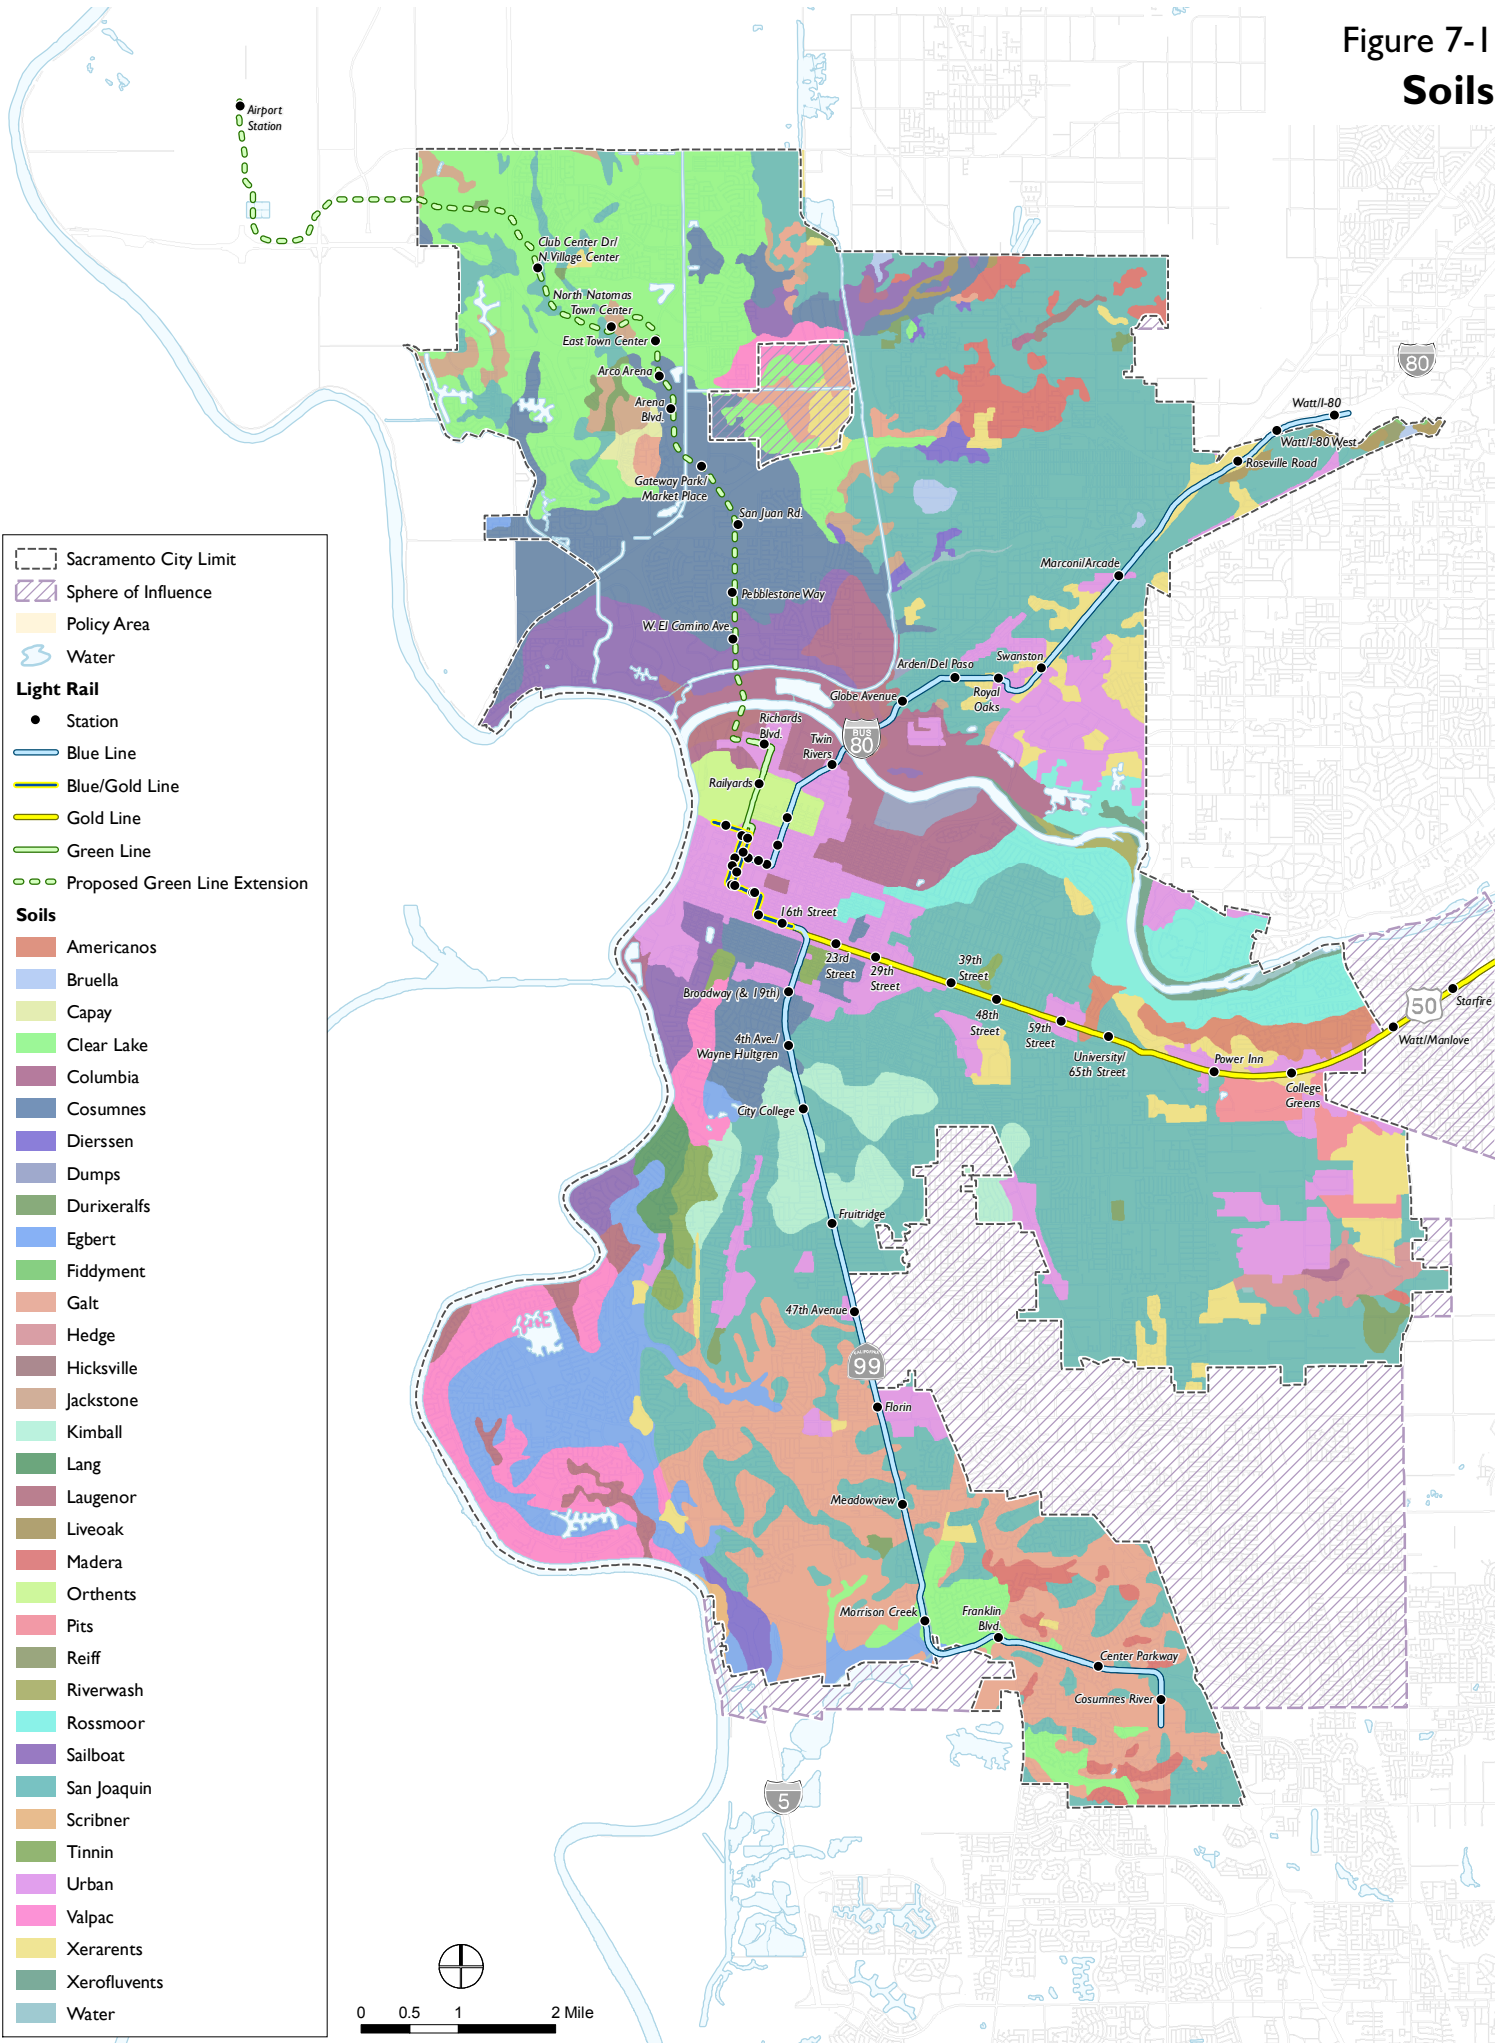 Figure 7-1
Soils
Airport
Station
Club Center Dr/
N.Village Center
North Natomas
Town Center
East Town Center
Arco Arena
Arena
Blvd.
Gateway Park/
Market Place
San Juan Rd.
Pebblestone Way
W. El Camino Ave.
80
Watt/I-80
Watt/I-80 West
Roseville Road
Marconi/Arcade
Swanston
Arden/Del Paso
Royal
Oaks
Globe Avenue
BUS
80
Twin
Rivers
Richards
Blvd.
Railyards
16th Street
23rd
Street
29th
Street
39th
Street
48th
Street
59th
Street
University/
65th Street
Power Inn
College
Greens
Watt/Manlove
Starfire
50
Broadway (& 19th)
4th Ave./
Wayne Hultgren
City College
Fruitridge
47th Avenue
CALIFORNIA
99
Florin
Meadowview
Morrison Creek
Franklin
Blvd.
Center Parkway
Cosumnes River
5
Sacramento City Limit
Sphere of Influence
Policy Area
Water
Light Rail
Station
Blue Line
Blue/Gold Line
Gold Line
Green Line
Proposed Green Line Extension
Soils
Americanos
Bruella
Capay
Clear Lake
Columbia
Cosumnes
Dierssen
Dumps
Durixeralfs
Egbert
Fiddyment
Galt
Hedge
Hicksville
Jackstone
Kimball
Lang
Laugenor
Liveoak
Madera
Orthents
Pits
Reiff
Riverwash
Rossmoor
Sailboat
San Joaquin
Scribner
Tinnin
Urban
Valpac
Xerarents
Xerofluvents
Water
0 0.5 1 2 Mile